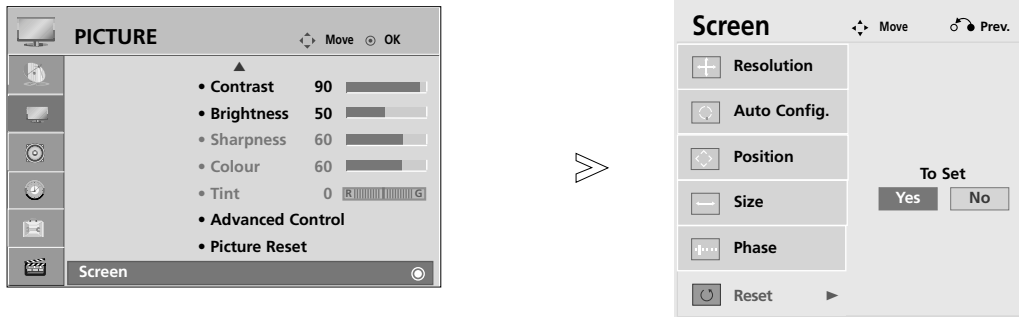 PICTURE Move OK
• Contrast 90
• Brightness 50
• Sharpness 60
• Colour 60
• Tint 0 R G
• Advanced Control
• Picture Reset
Screen
Screen Move Prev.
Resolution
Auto Config.
Position
Size
Phase
Reset
To Set
Yes No